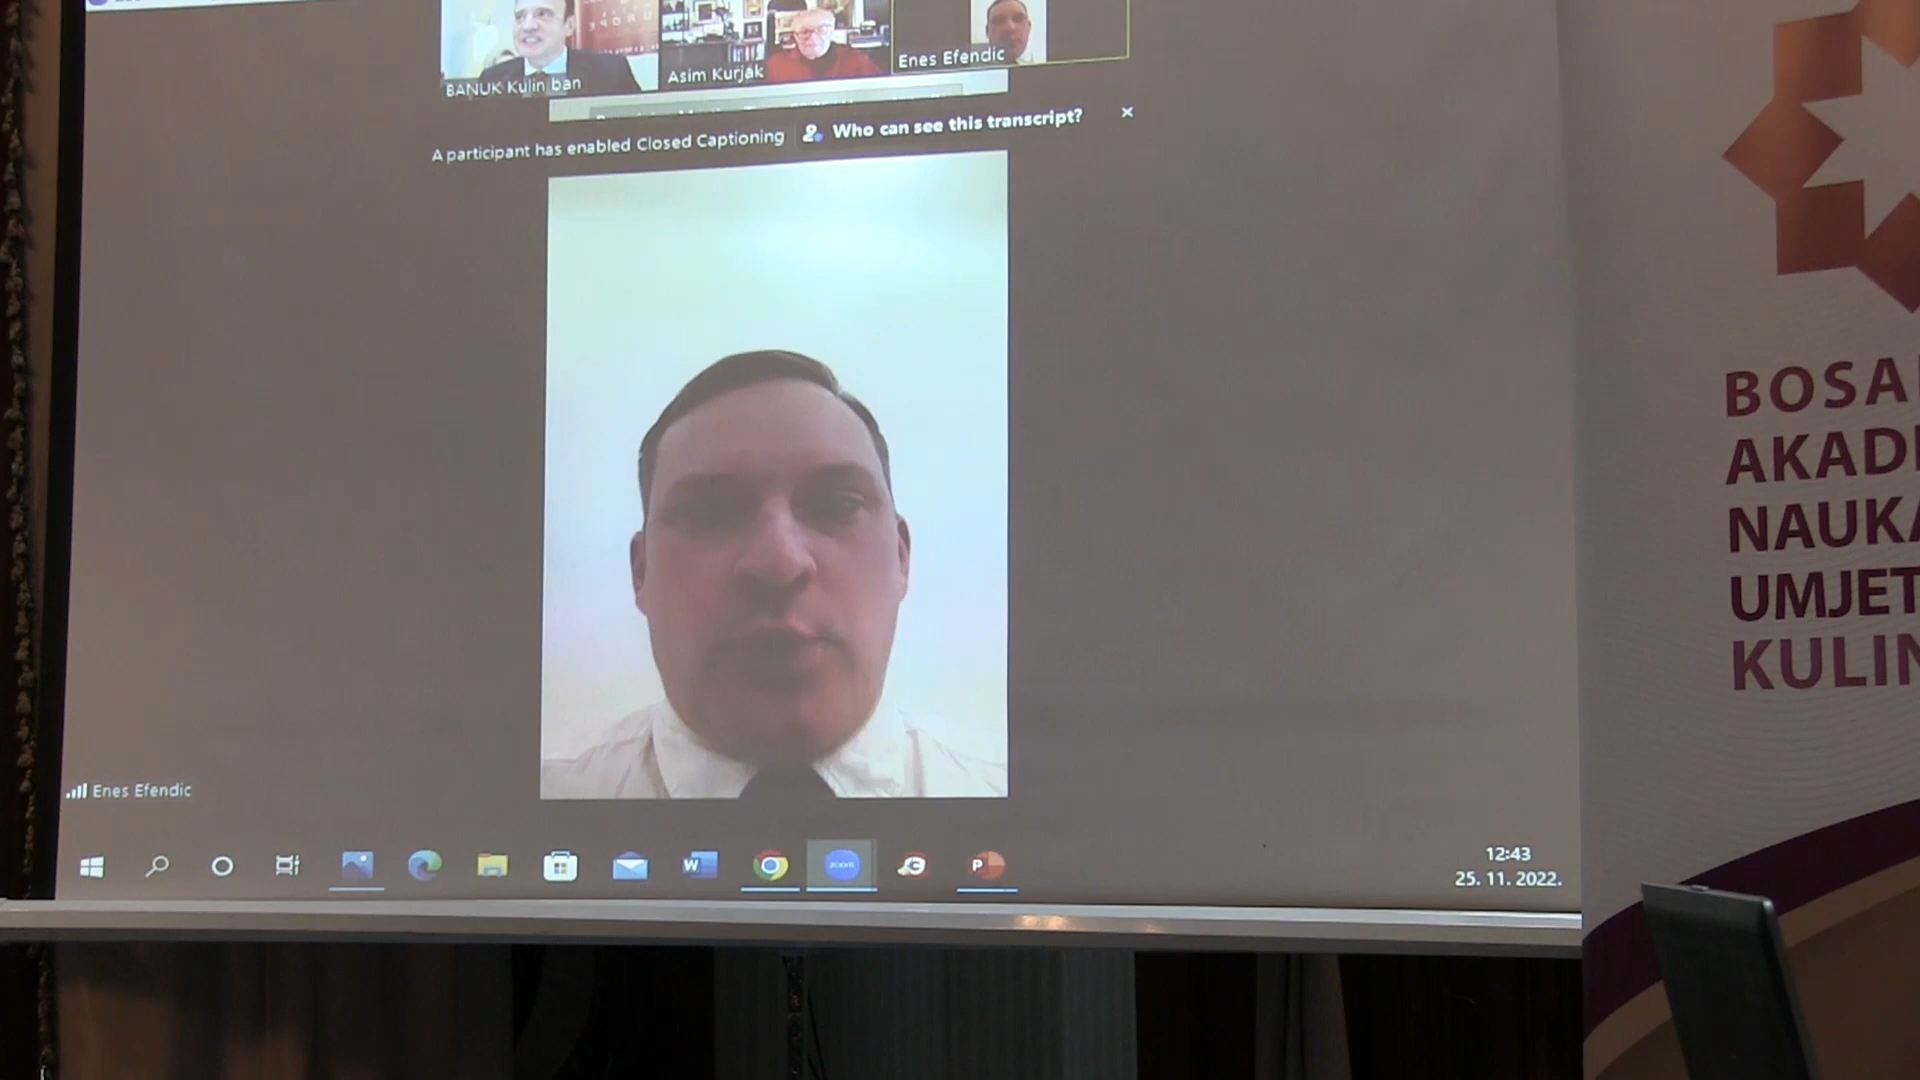 BANUK Kulin ban
Asim Kurjak
Enes Efendic
A participant has enabled Closed Captioning
Who can see this transcript?
Enes Efendic
W
zoom
P
12:43
25. 11. 2022.
BOSA
AKAD
NAUKA
UMJET
KULIN